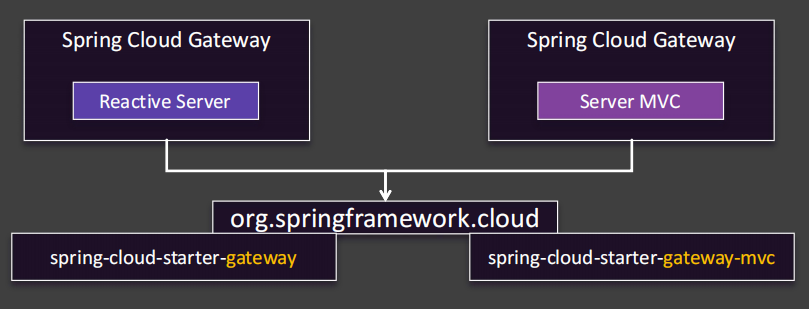 Spring Cloud Gateway
Reactive Server
Spring Cloud Gateway
Server MVC
org.springframework.cloud
spring-cloud-starter-gateway
spring-cloud-starter-gateway-mvc